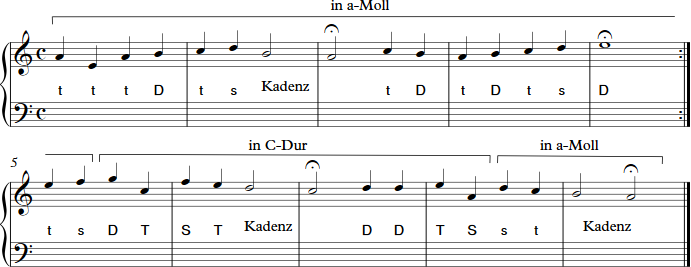 in a-Moll
t t t D t s Kadenz t D t D t s D
5 in C-Dur in a-Moll
t s D T S T Kadenz D D T S s t Kadenz